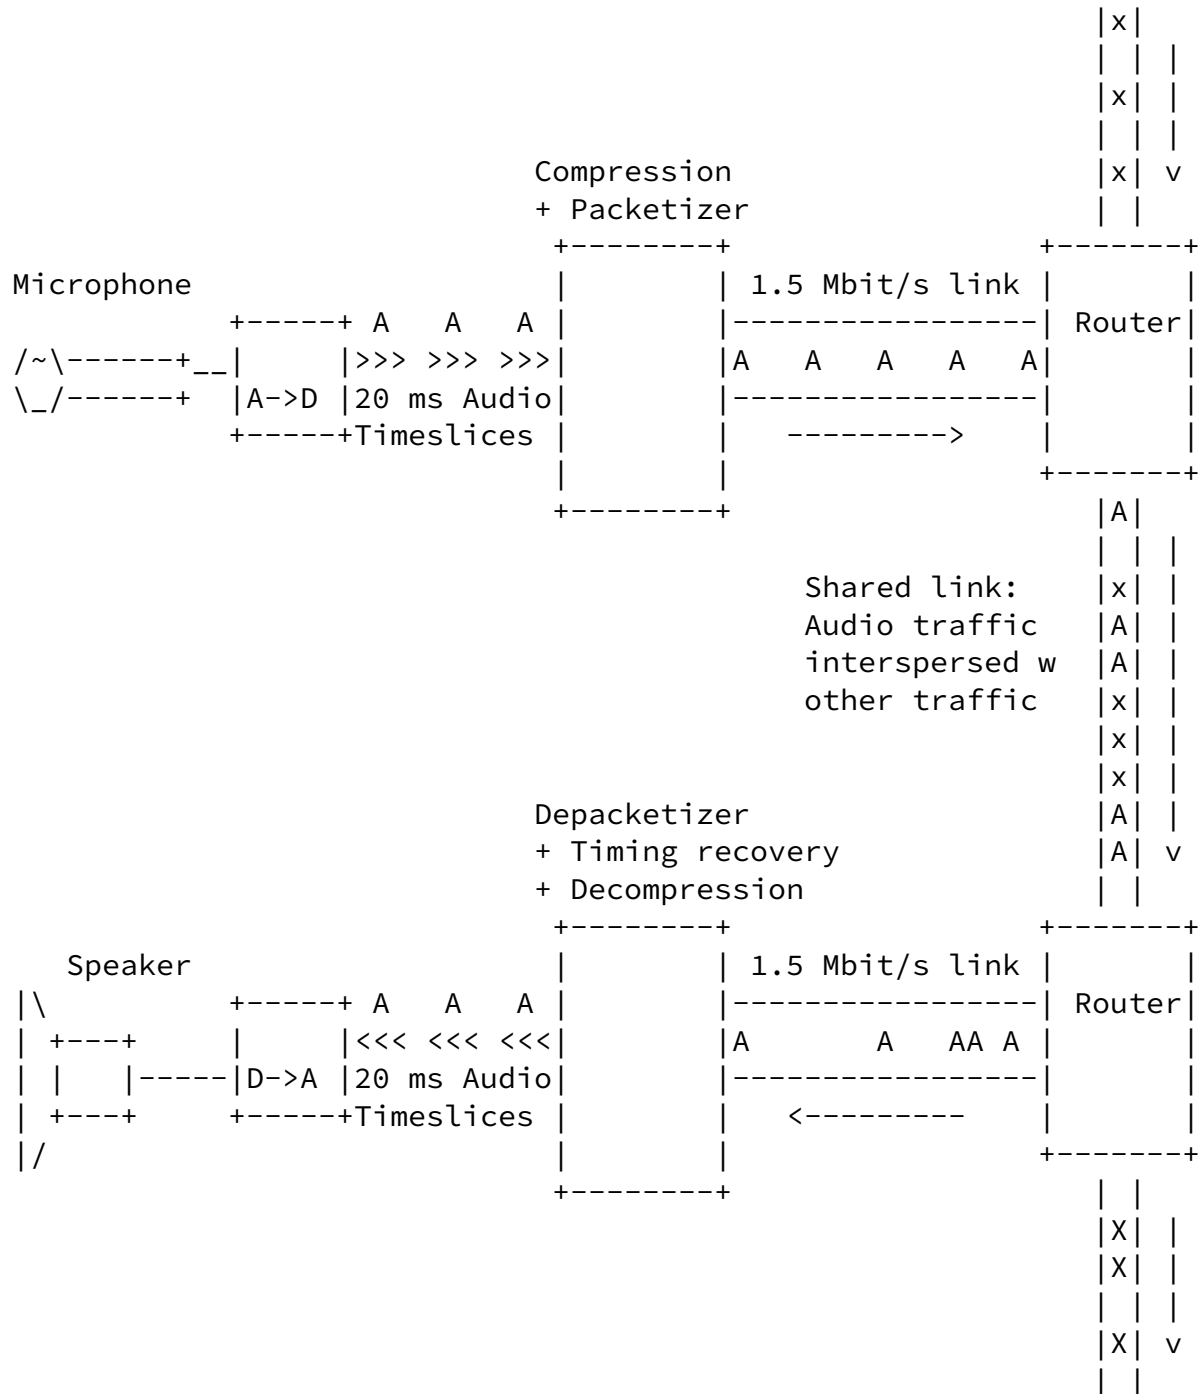 |x|
                                                            | | |
                                                            |x| |
                                                            | | |
                             Compression                    |x| v
                             + Packetizer                   | |
                              +--------+                 +-------+
Microphone                    |        | 1.5 Mbit/s link |       |
            +-----+ A   A   A |        |-----------------| Router|
/~\------+__|     |>>> >>> >>>|        |A   A   A   A   A|       |
\_/------+  |A->D |20 ms Audio|        |-----------------|       |
            +-----+Timeslices |        |   --------->    |       |
                              |        |                 +-------+
                              +--------+                    |A|
                                                            | | |
                                            Shared link:    |x| |
                                            Audio traffic   |A| |
                                            interspersed w  |A| |
                                            other traffic   |x| |
                                                            |x| |
                                                            |x| |
                             Depacketizer                   |A| |
                             + Timing recovery              |A| v
                             + Decompression                | |
                              +--------+                 +-------+
   Speaker                    |        | 1.5 Mbit/s link |       |
|\          +-----+ A   A   A |        |-----------------| Router|
| +---+     |     |<<< <<< <<<|        |A       A   AA A |       |
| |   |-----|D->A |20 ms Audio|        |-----------------|       |
| +---+     +-----+Timeslices |        |   <---------    |       |
|/                            |        |                 +-------+
                              +--------+                    | |
                                                            |X| |
                                                            |X| |
                                                            | | |
                                                            |X| v
                                                            | |